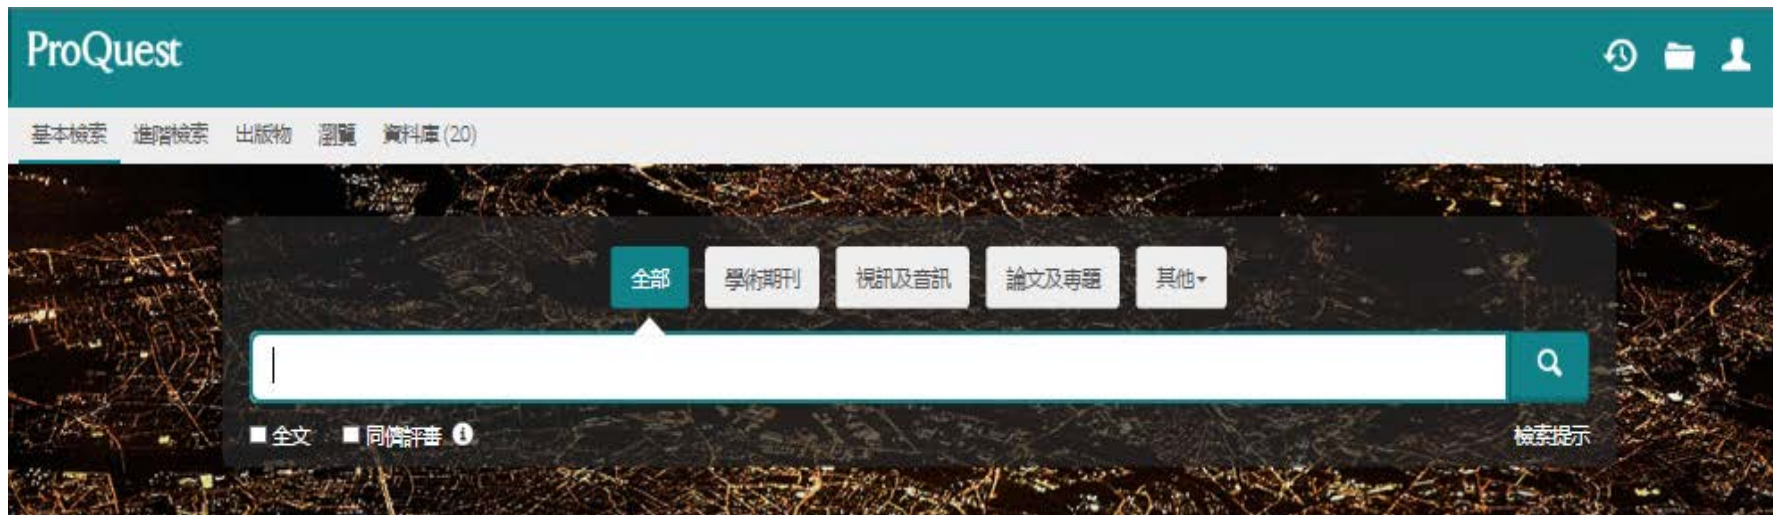 ProQuest
基本檢索 進階檢索 出版物 瀏覽 資料庫 (20)
全部 學術期刊 視訊及音訊 論文及專題 其他
全文 同儕評審 檢索提示